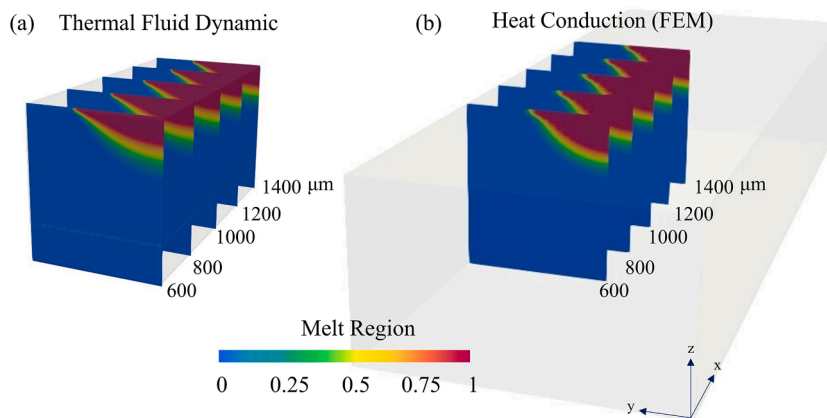 (a) Thermal Fluid Dynamic
(b) Heat Conduction (FEM)
1400 μm
1200
1000
800
600
1400 μm
1200
1000
800
600
Melt Region
0 0.25 0.5 0.75 1
z
x
y